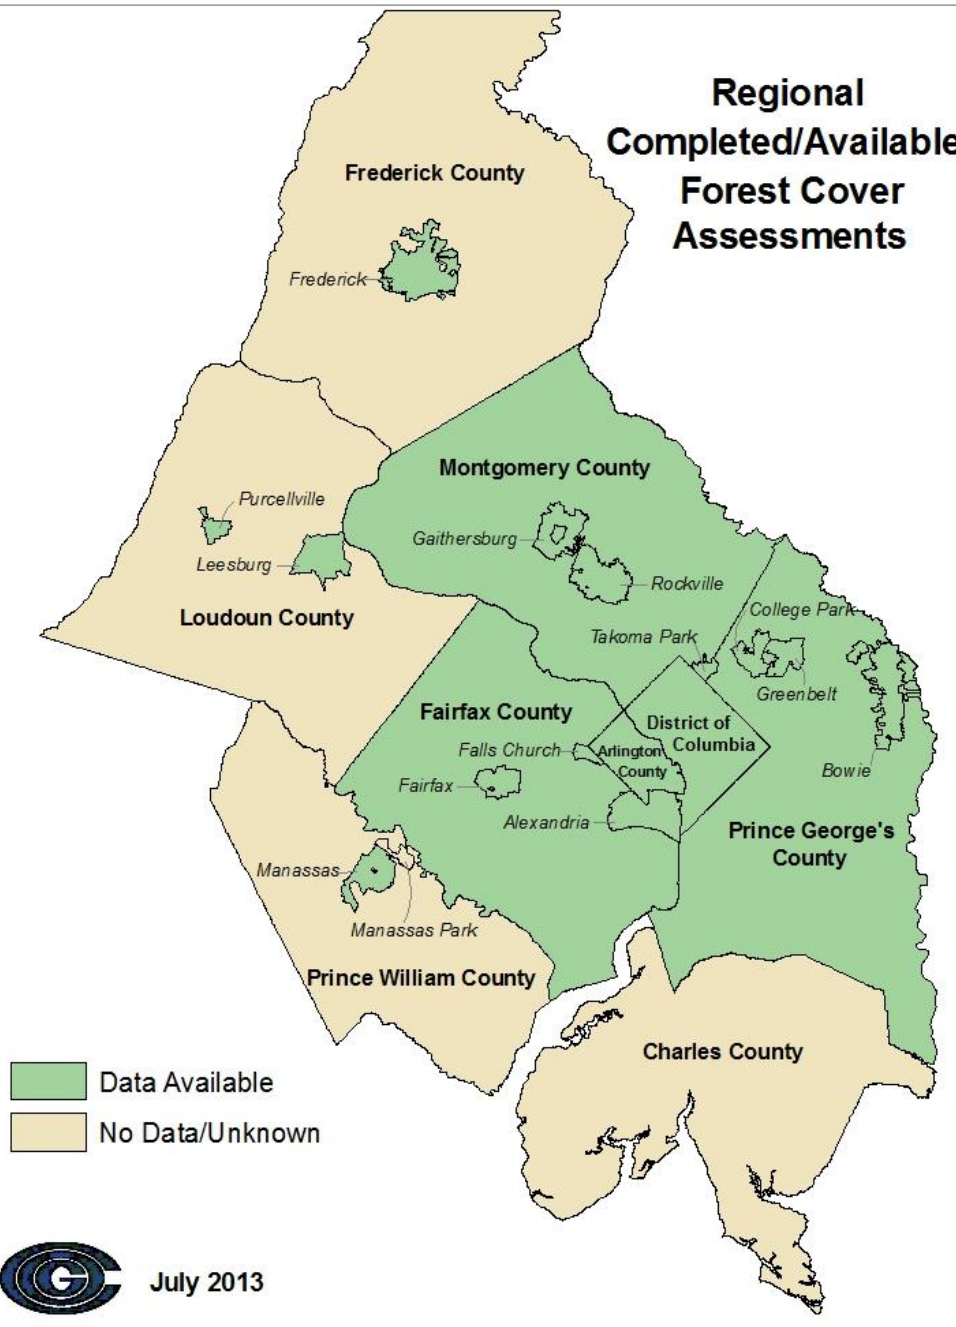 Regional
Completed/Available
Forest Cover
Assessments
Frederick County
Frederick
Montgomery County
Purcellville
Gaithersburg
Leesburg
Rockville
College Park
Loudoun County
Takoma Park
Greenbelt
Fairfax County
District of
Columbia
Falls Church
Arlington
County
Bowie
Fairfax
Alexandria
Prince George's
County
Manassas
Manassas Park
Prince William County
Charles County
Data Available
No Data/Unknown
July 2013